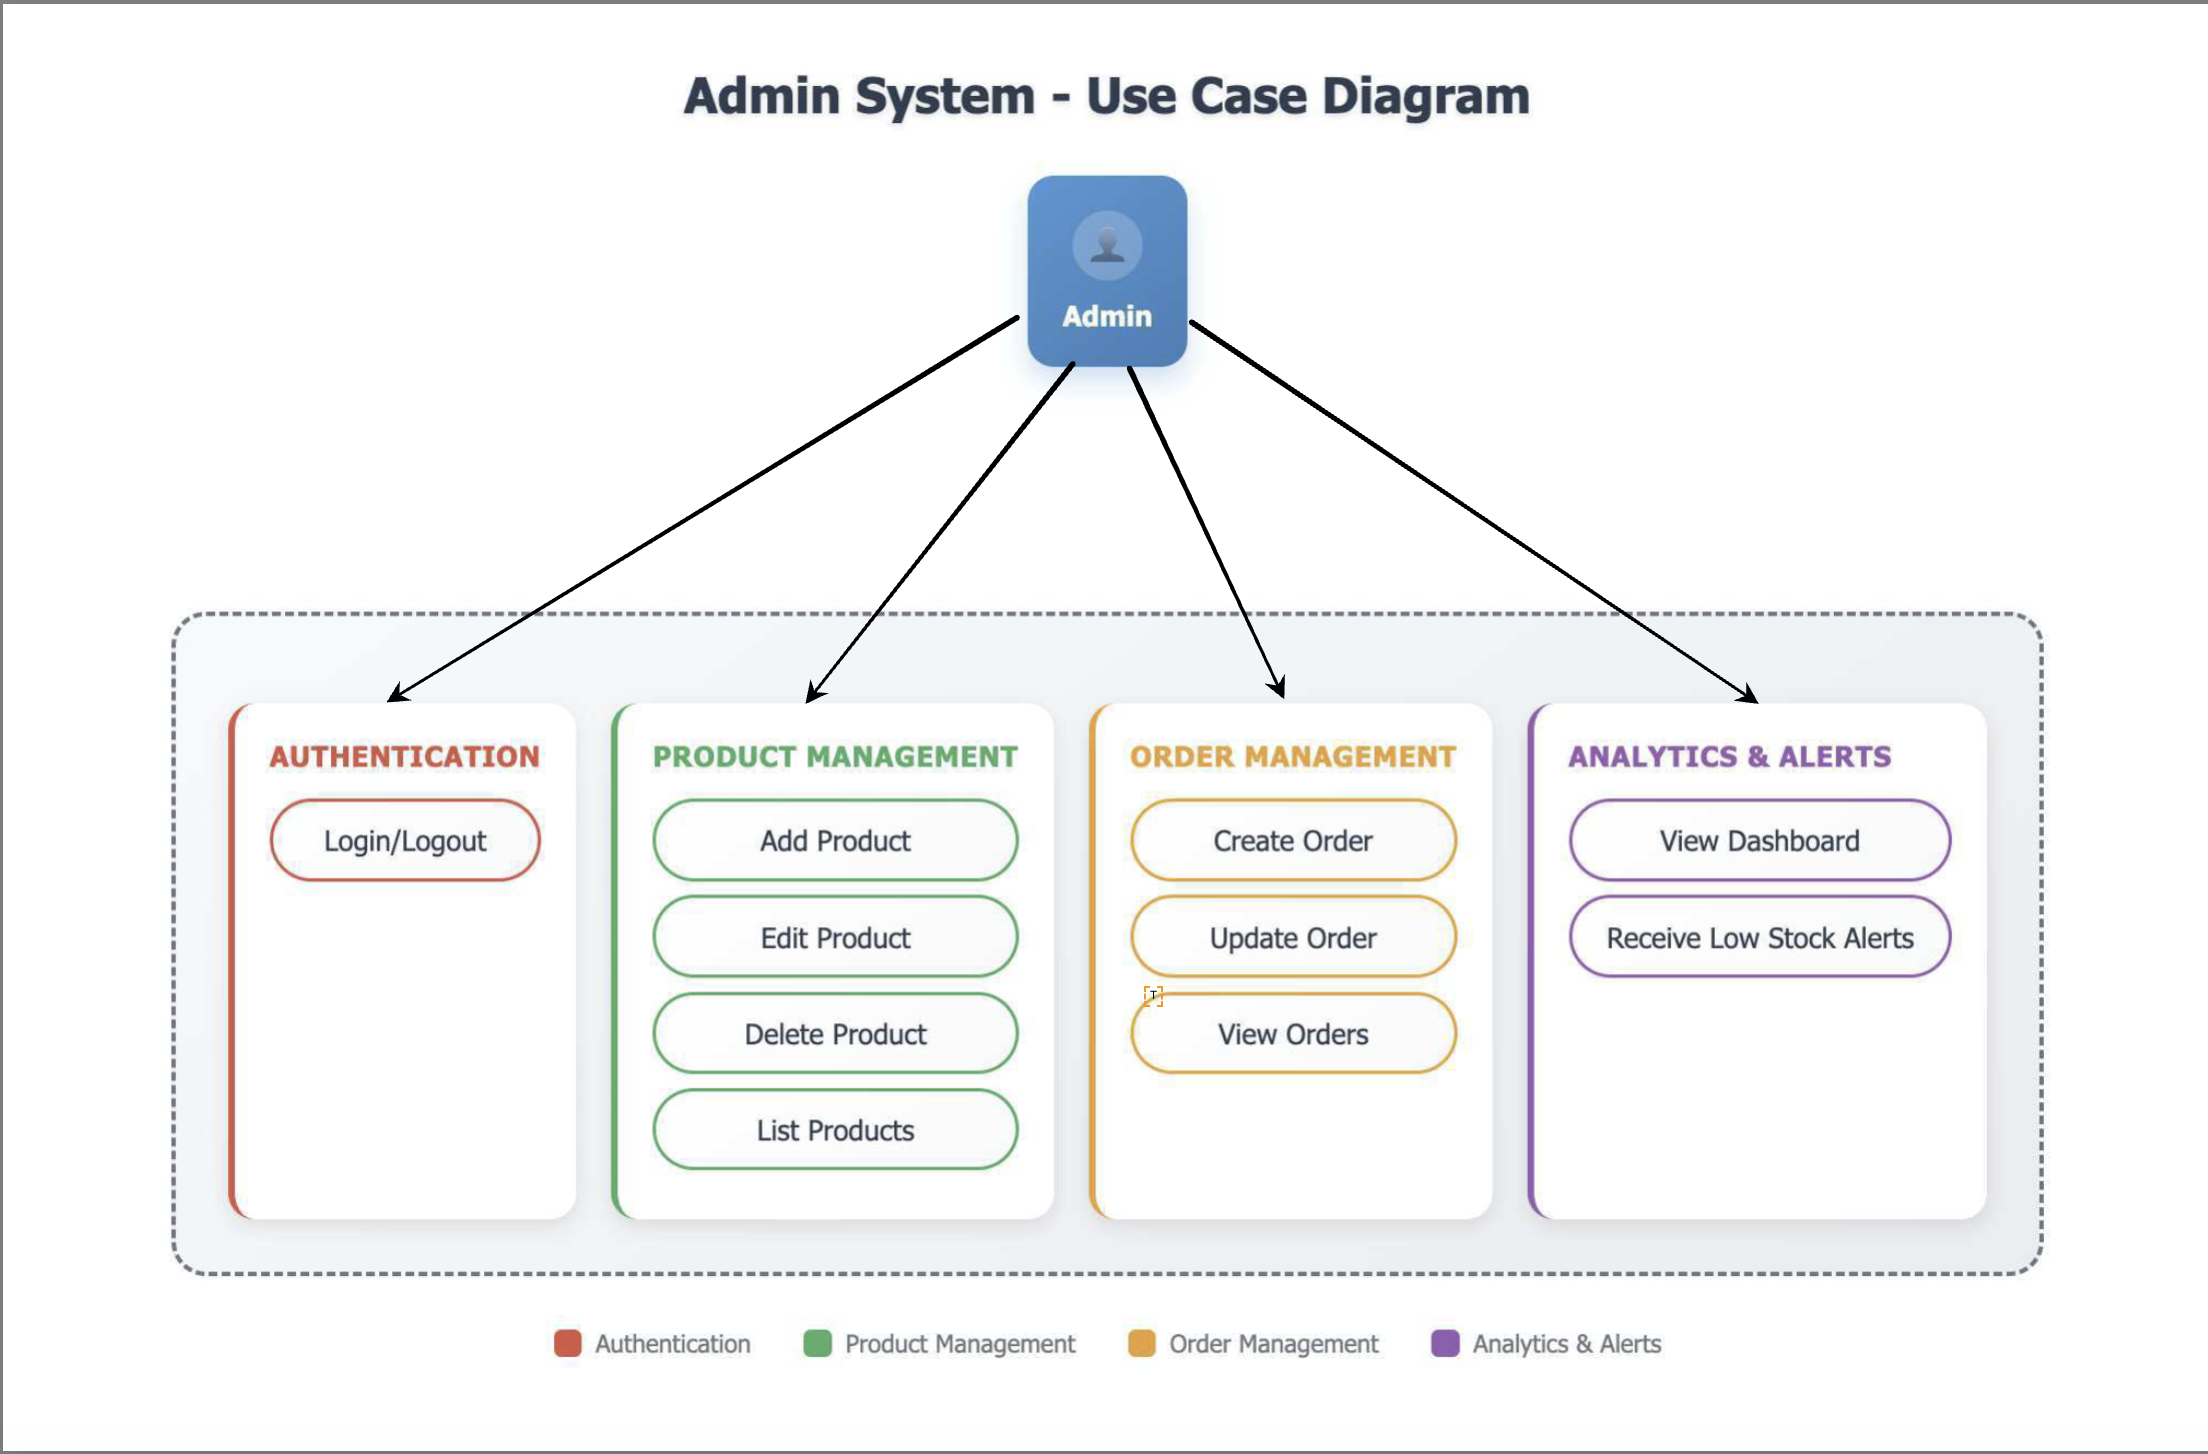 Admin System - Use Case Diagram
Admin
AUTHENTICATION
Login/Logout
PRODUCT MANAGEMENT
Add Product
Edit Product
Delete Product
List Products
ORDER MANAGEMENT
Create Order
Update Order
T
View Orders
ANALYTICS & ALERTS
View Dashboard
Receive Low Stock Alerts
Authentication
Product Management
Order Management
Analytics & Alerts